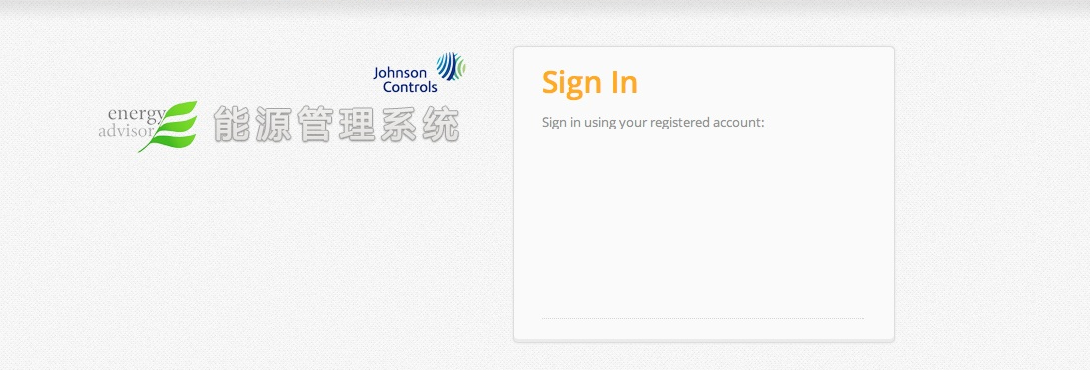 Johnson
Controls
energy
advisor
能源管理系统
Sign In
Sign in using your registered account: